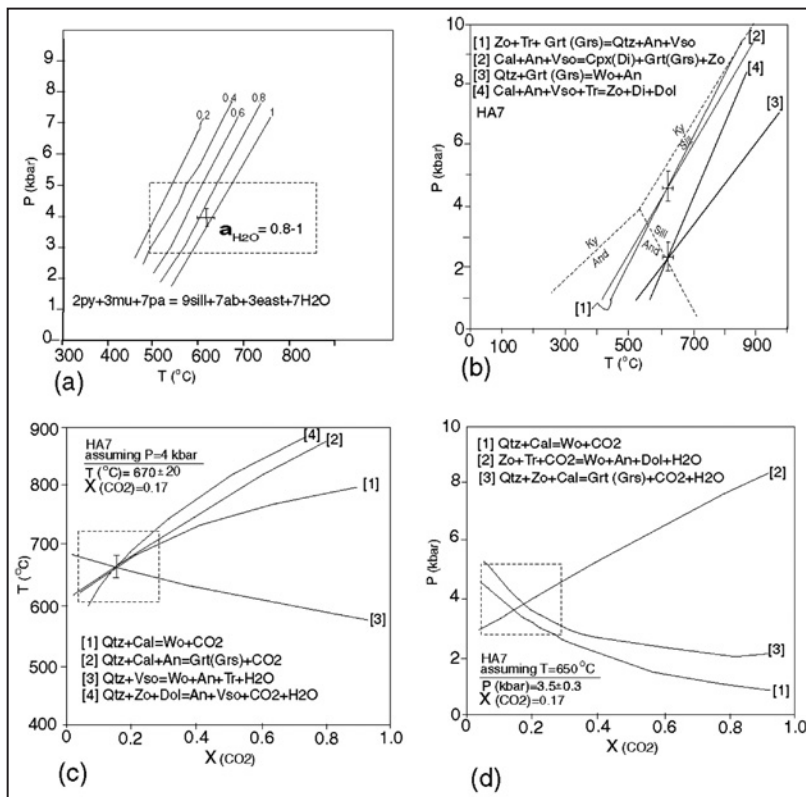 9
8
7
6
5
4
3
2
1
0
P (kbar)
0,2
0,4
0,6
0,8
1
aH2O = 0.8-1
2py+3mu+7pa = 9sill+7ab+3east+7H2O
300 400 500 600 700 800
T (°C)
(a)
10
8
6
4
2
0
P (kbar)
[1] Zo+Tr+ Grt (Grs)=Qtz+An+Vso
[2] Cal+An+Vso=Cpx(Di)+Grt(Grs)+Zo
[3] Qtz+Grt (Grs)=Wo+An
[4] Cal+An+Vso+Tr=Zo+Di+Dol
HA7
[2]
[4]
[3]
Ky
Sill
Ky
And
Sill
And
[1]
0 100 300 500 700 900
T (°C)
(b)
900
800
700
600
500
400
T (°C)
HA7
assuming P=4 kbar
T (°C)= 670±20
X (CO2)=0.17
[4]
[2]
[1]
[3]
[1] Qtz+Cal=Wo+CO2
[2] Qtz+Cal+An=Grt(Grs)+CO2
[3] Qtz+Vso=Wo+An+Tr+H2O
[4] Qtz+Zo+Dol=An+Vso+CO2+H2O
0 0.2 0.4 0.6 0.8 1.0
X (CO2)
(c)
10
8
6
4
2
0
P (kbar)
[1] Qtz+Cal=Wo+CO2
[2] Zo+Tr+CO2=Wo+An+Dol+H2O
[3] Qtz+Zo+Cal=Grt (Grs)+CO2+H2O
[2]
[3]
[1]
HA7
assuming T=650 °C
P (kbar)=3.5±0.3
X (CO2)=0.17
0 0.2 0.4 0.6 0.8 1.0
X (CO2)
(d)